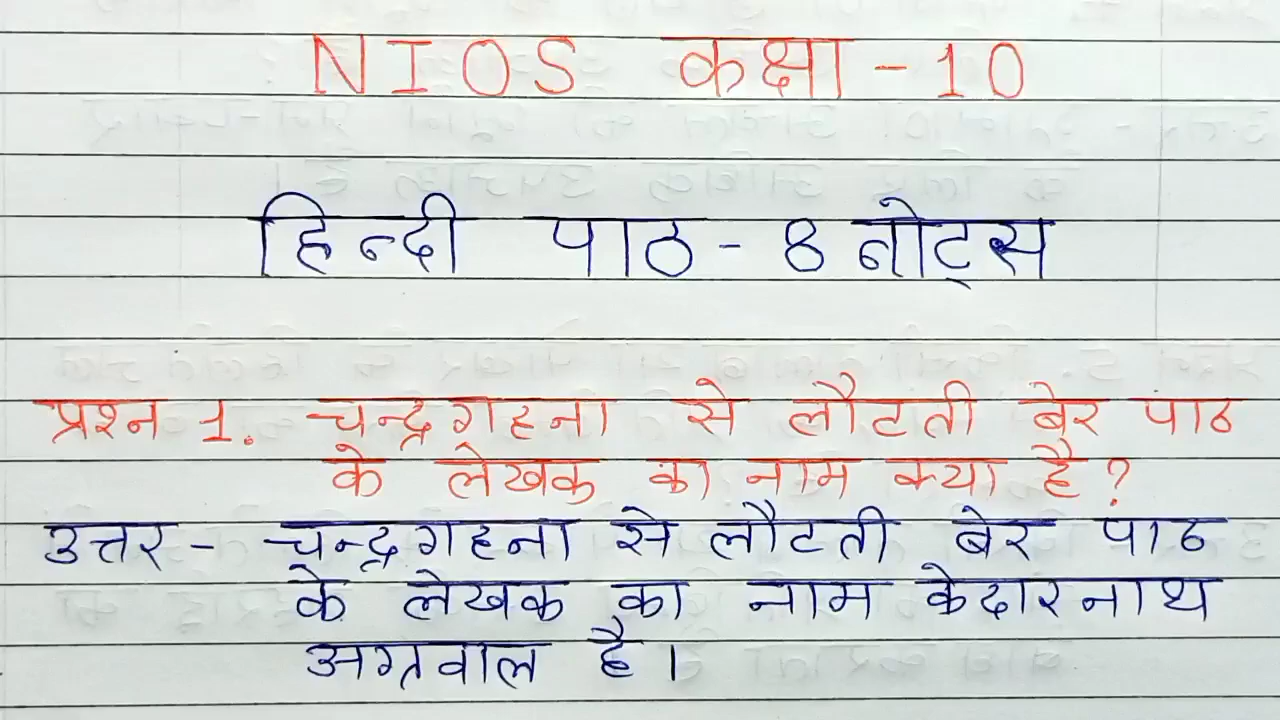 NIOS कक्षा - 10
हिन्दी पाठ - 8 नोट्स
प्रश्न 1. चन्द्रगहना से लौटती बेर पाठ
के लेखक का नाम क्या है ?
उत्तर - चन्द्रगहना से लौटती बेर पाठ
के लेखक का नाम केदारनाथ
अग्रवाल है ।